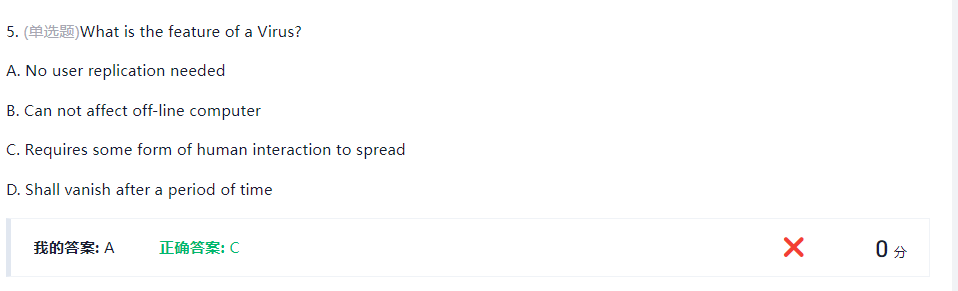 5. (单选题)What is the feature of a Virus?
A. No user replication needed
B. Can not affect off-line computer
C. Requires some form of human interaction to spread
D. Shall vanish after a period of time
我的答案: A 正确答案: C 0 分